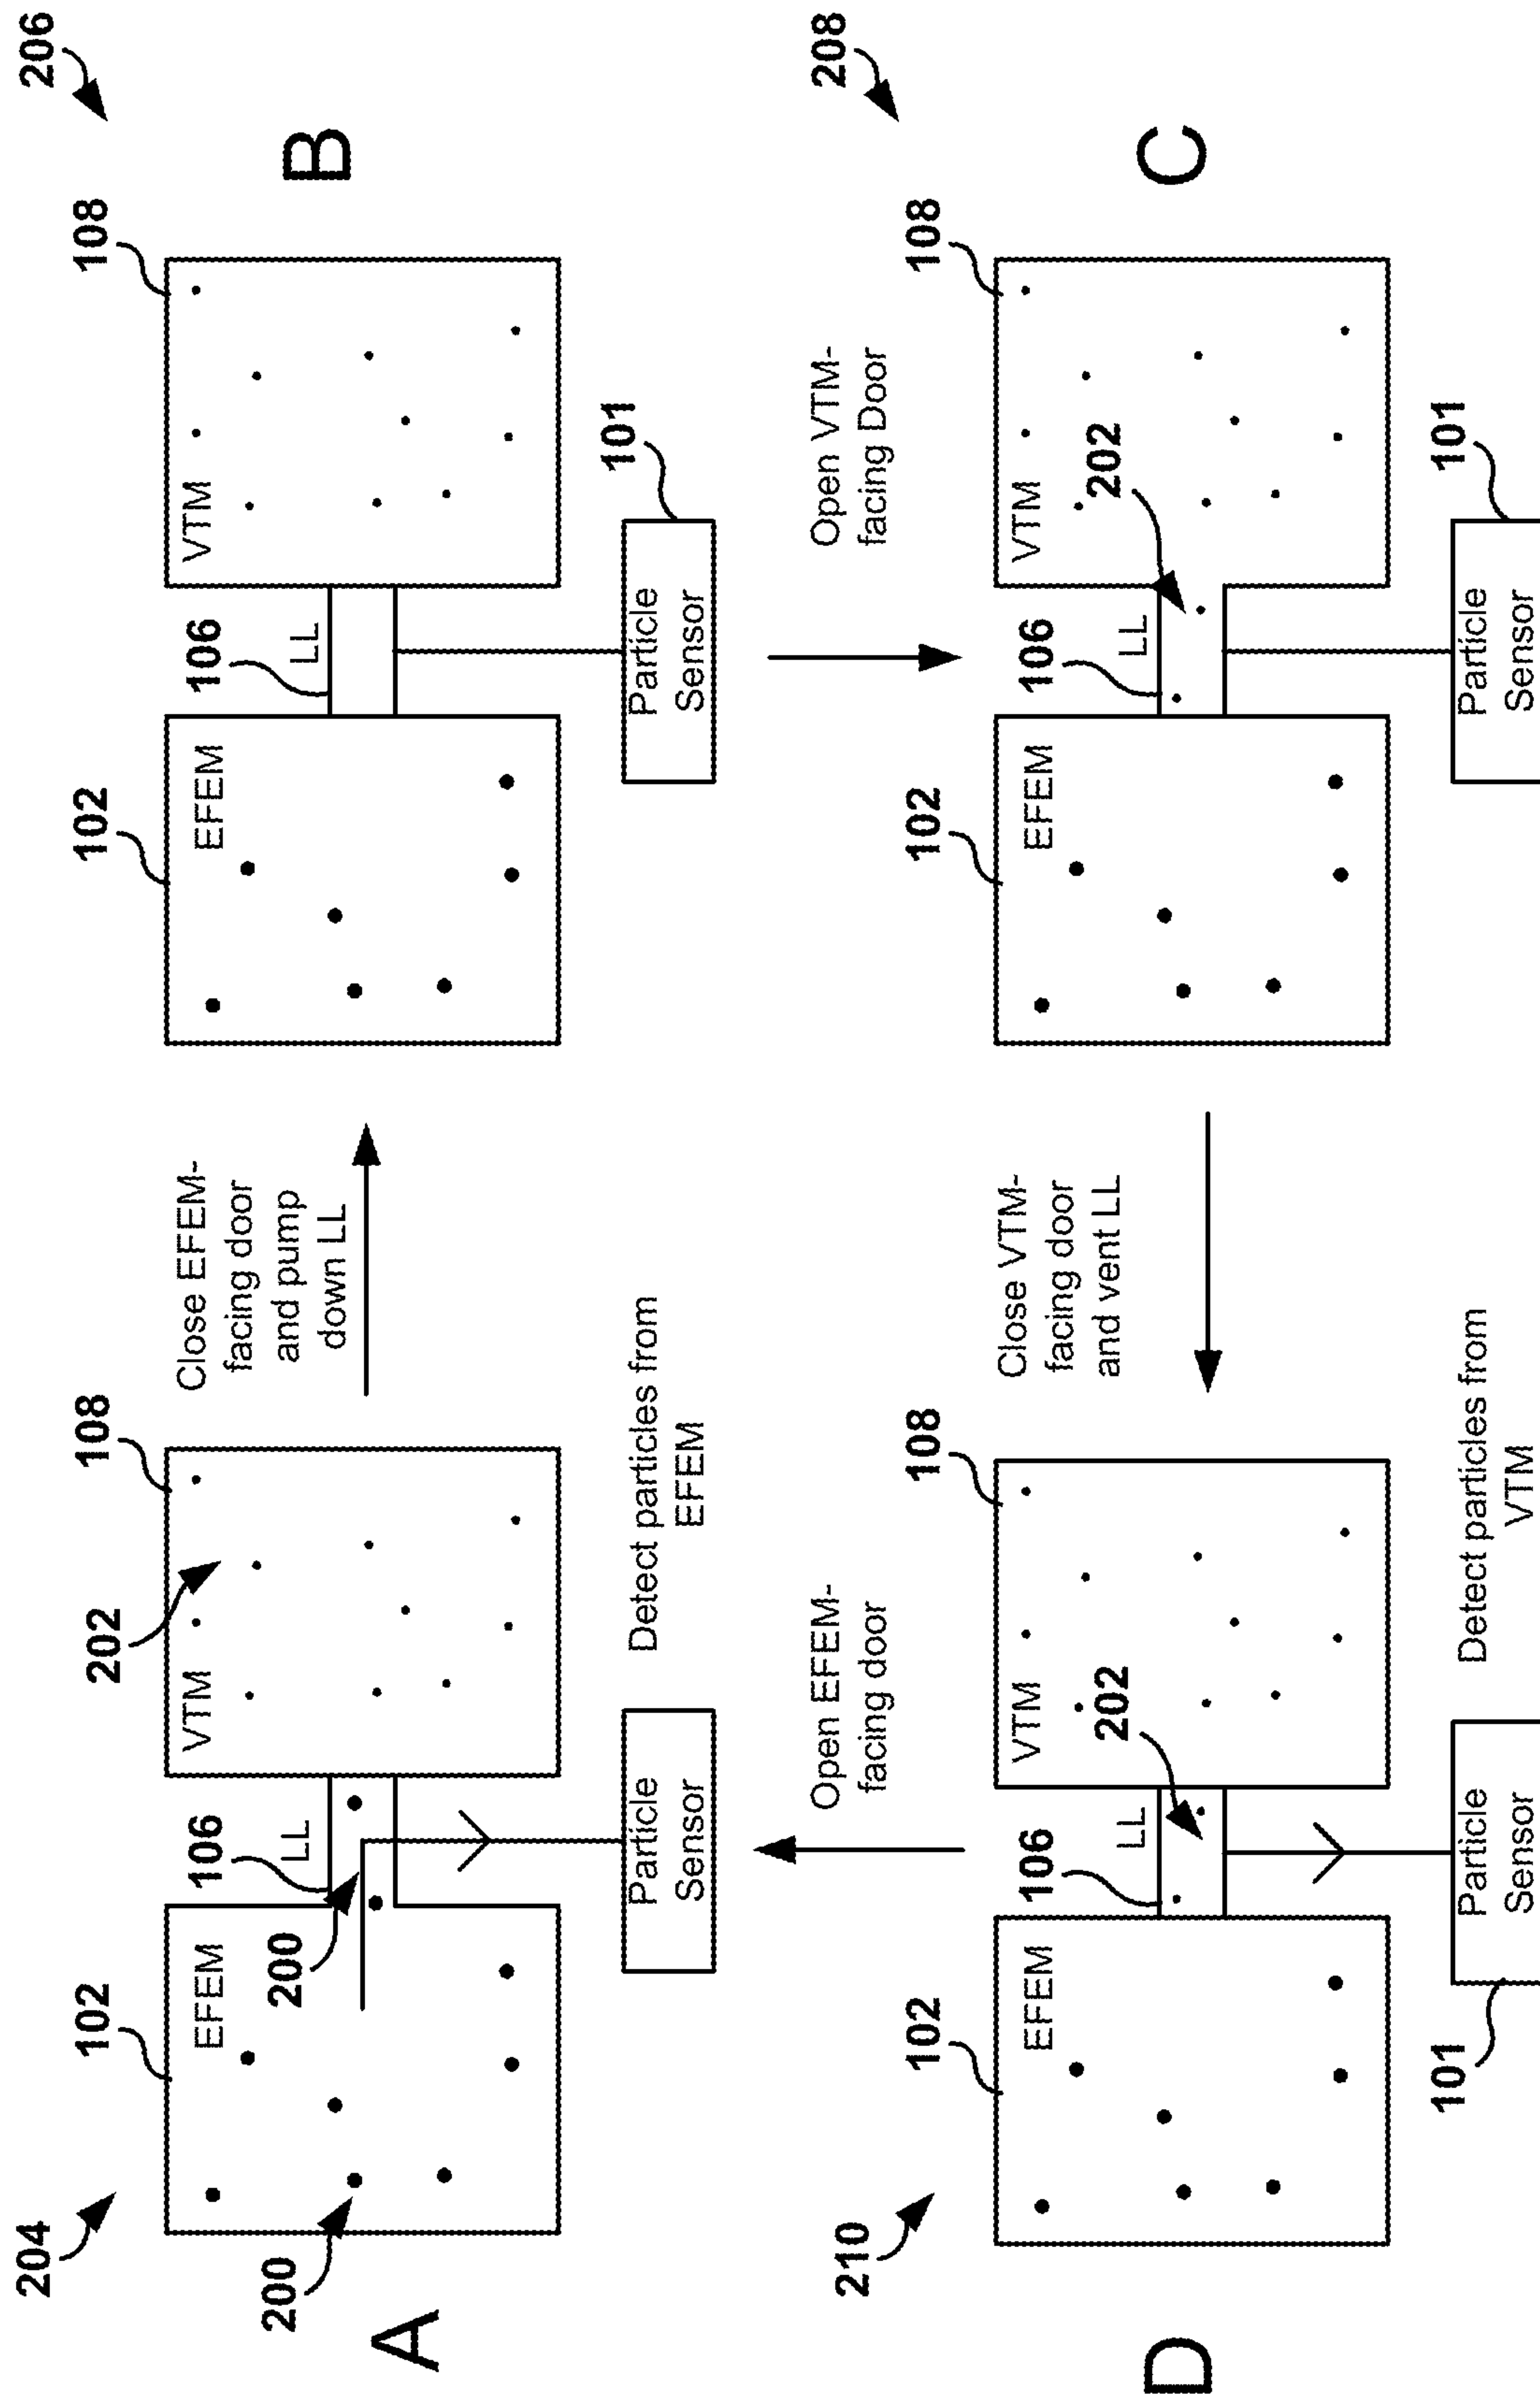 204
A
102
EFEM
200
200
106
LL
202
108
VTM
Particle
Sensor
Detect particles from
EFEM
Close EFEM-
facing door
and pump
down LL
206
B
102
EFEM
106
LL
108
VTM
101
Particle
Sensor
Open VTM-
facing Door
208
C
102
EFEM
106
LL
202
108
VTM
101
Particle
Sensor
Close VTM-
facing door
and vent LL
210
D
102
EFEM
106
LL
202
108
VTM
101
Particle
Sensor
Detect particles from
VTM
Open EFEM-
facing door